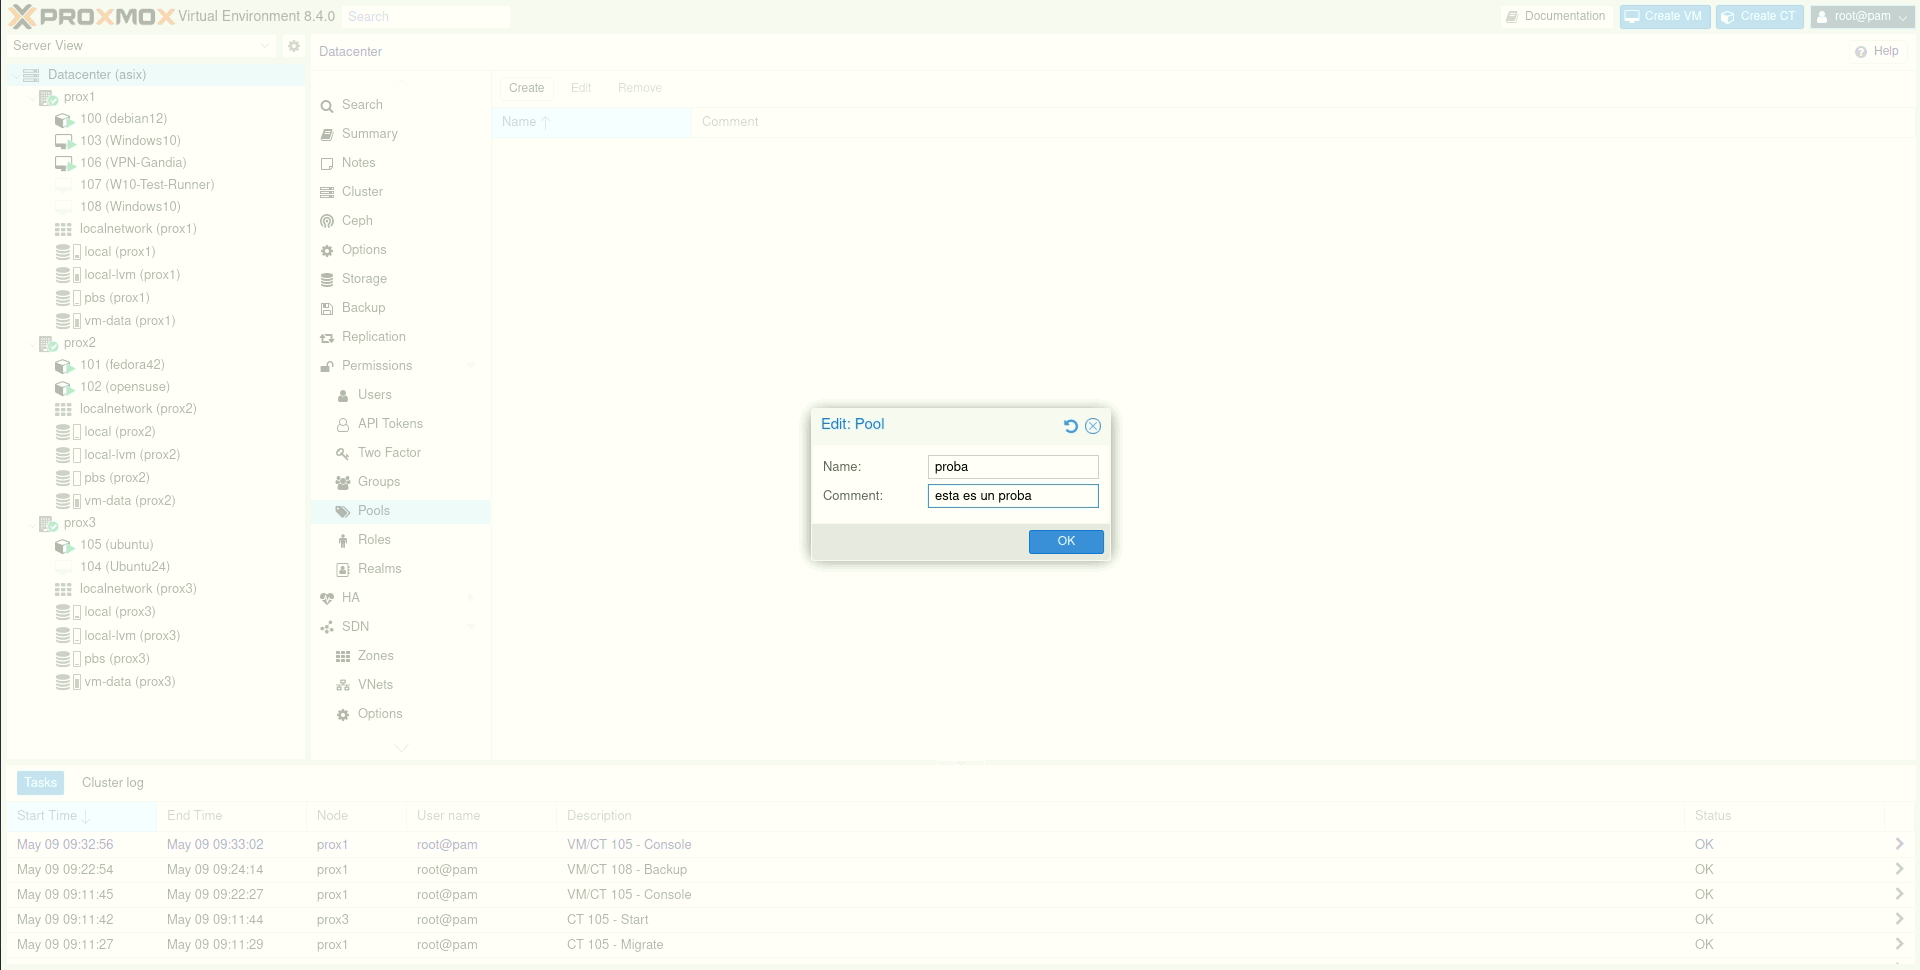 PROXMOX Virtual Environment 8.4.0 Search Documentation Create VM Create CT root@pam
Server View
Datacenter (asix)
prox1
100 (debian12)
103 (Windows10)
106 (VPN-Gandia)
107 (W10-Test-Runner)
108 (Windows10)
localnetwork (prox1)
local (prox1)
local-lvm (prox1)
pbs (prox1)
vm-data (prox1)
prox2
101 (fedora42)
102 (opensuse)
localnetwork (prox2)
local (prox2)
local-lvm (prox2)
pbs (prox2)
vm-data (prox2)
prox3
105 (ubuntu)
104 (Ubuntu24)
localnetwork (prox3)
local (prox3)
local-lvm (prox3)
pbs (prox3)
vm-data (prox3)
Datacenter Help
Search
Summary
Notes
Cluster
Ceph
Options
Storage
Backup
Replication
Permissions
Users
API Tokens
Two Factor
Groups
Pools
Roles
Realms
HA
SDN
Zones
VNets
Options
Create Edit Remove
Name Comment
Edit: Pool
Name: proba
Comment: esta es un proba
OK
Tasks Cluster log
Start Time End Time Node User name Description Status
May 09 09:32:56 May 09 09:33:02 prox1 root@pam VM/CT 105 - Console OK
May 09 09:22:54 May 09 09:24:14 prox1 root@pam VM/CT 108 - Backup OK
May 09 09:11:45 May 09 09:22:27 prox1 root@pam VM/CT 105 - Console OK
May 09 09:11:42 May 09 09:11:44 prox3 root@pam CT 105 - Start OK
May 09 09:11:27 May 09 09:11:29 prox1 root@pam CT 105 - Migrate OK